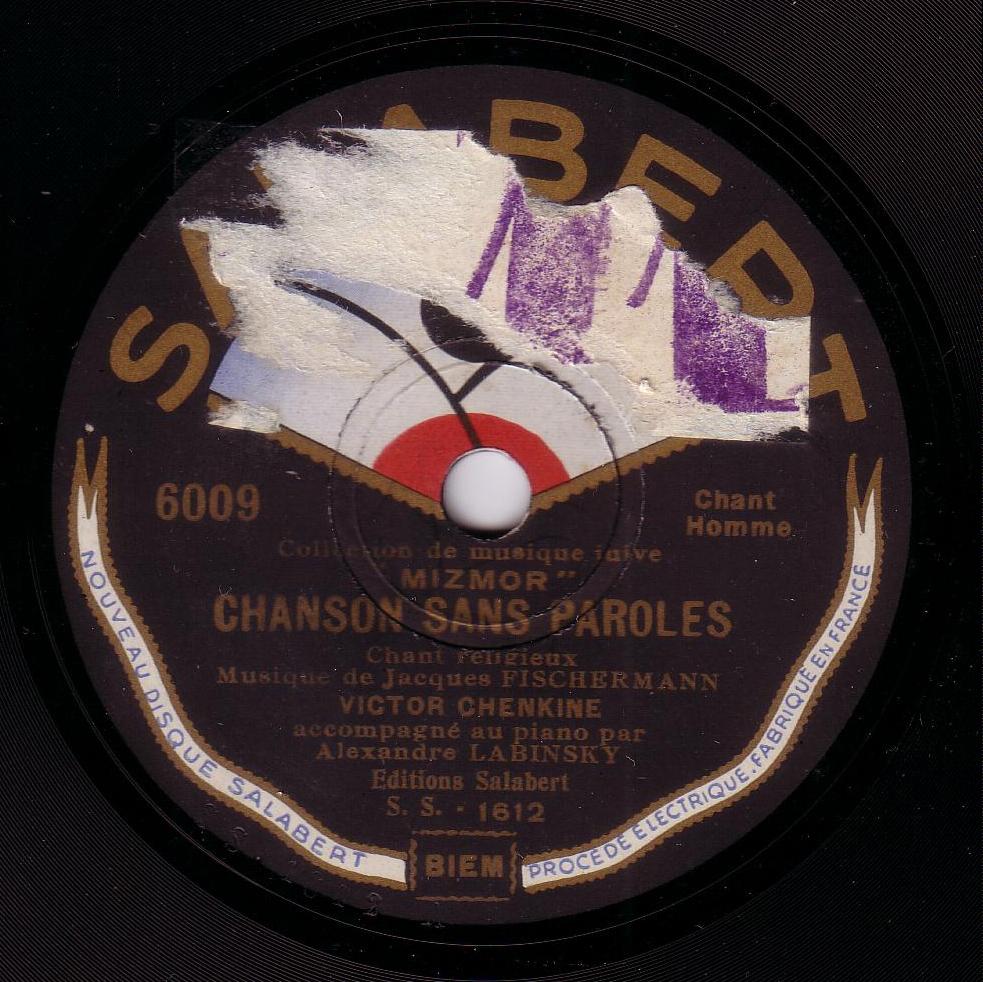 SALABERT
6009
Chant
Homme
Collection de musique juive
MIZMOR"
CHANSON SANS PAROLES
Chant religieux
Musique de Jacques FISCHERMANN
VICTOR CHENKINE
accompagné au piano par
Alexandre LABINSKY
Editions Salabert
S. S. - 1612
BIEM
NOUVEAU DISQUE SALABERT
PROCÉDÉ ELECTRIQUE. FABRIQUÉ EN FRANCE